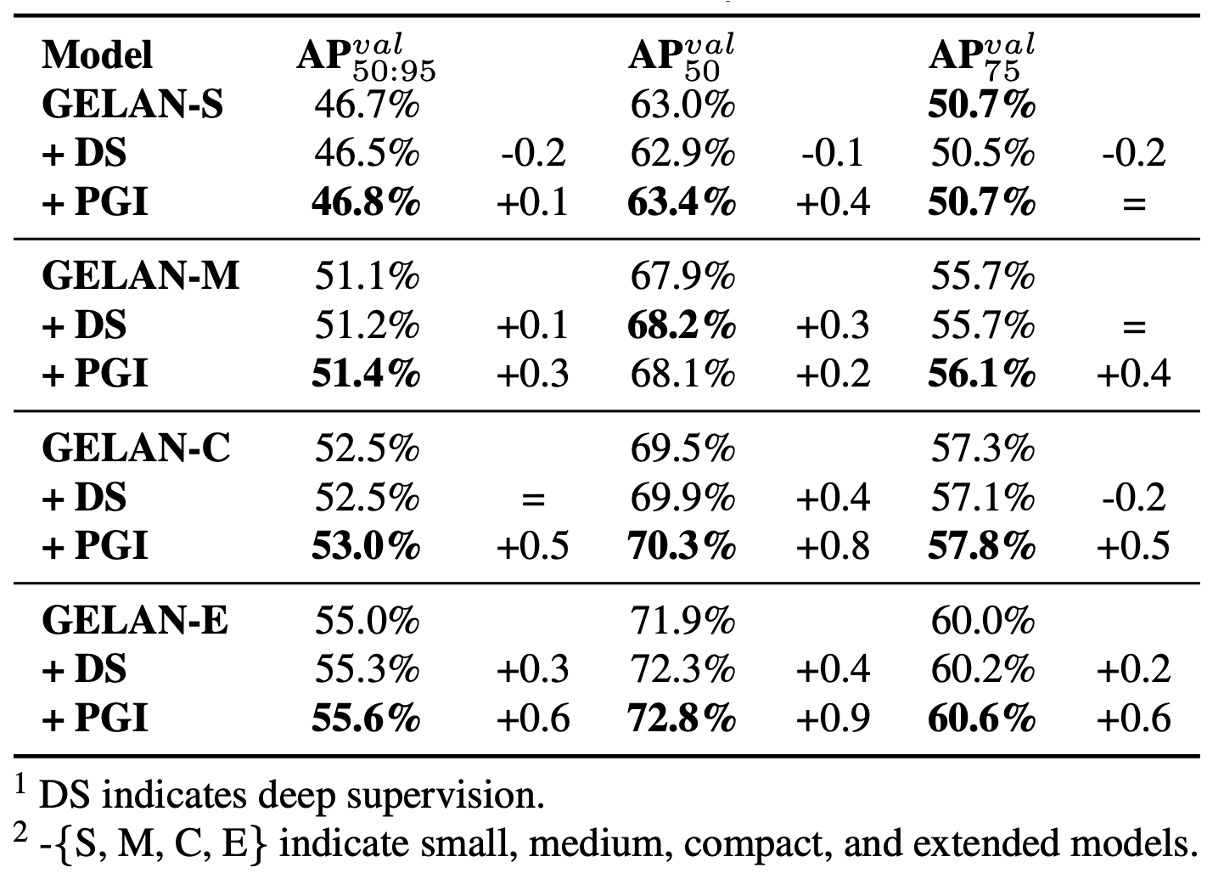 Model AP^{val}_{50:95} AP^{val}_{50} AP^{val}_{75}
GELAN-S 46.7% 63.0% 50.7%
+ DS 46.5% -0.2 62.9% -0.1 50.5% -0.2
+ PGI 46.8% +0.1 63.4% +0.4 50.7% =
GELAN-M 51.1% 67.9% 55.7%
+ DS 51.2% +0.1 68.2% +0.3 55.7% =
+ PGI 51.4% +0.3 68.1% +0.2 56.1% +0.4
GELAN-C 52.5% 69.5% 57.3%
+ DS 52.5% = 69.9% +0.4 57.1% -0.2
+ PGI 53.0% +0.5 70.3% +0.8 57.8% +0.5
GELAN-E 55.0% 71.9% 60.0%
+ DS 55.3% +0.3 72.3% +0.4 60.2% +0.2
+ PGI 55.6% +0.6 72.8% +0.9 60.6% +0.6
¹ DS indicates deep supervision.
² -{S, M, C, E} indicate small, medium, compact, and extended models.